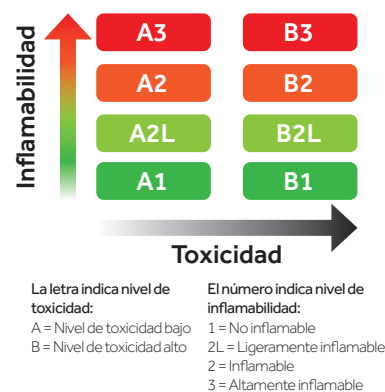 Inflamabilidad
A3 B3
A2 B2
A2L B2L
A1 B1
Toxicidad
La letra indica nivel de
toxicidad:
A = Nivel de toxicidad bajo
B = Nivel de toxicidad alto
El número indica nivel de
inflamabilidad:
1 = No inflamable
2L = Ligeramente inflamable
2 = Inflamable
3 = Altamente inflamable